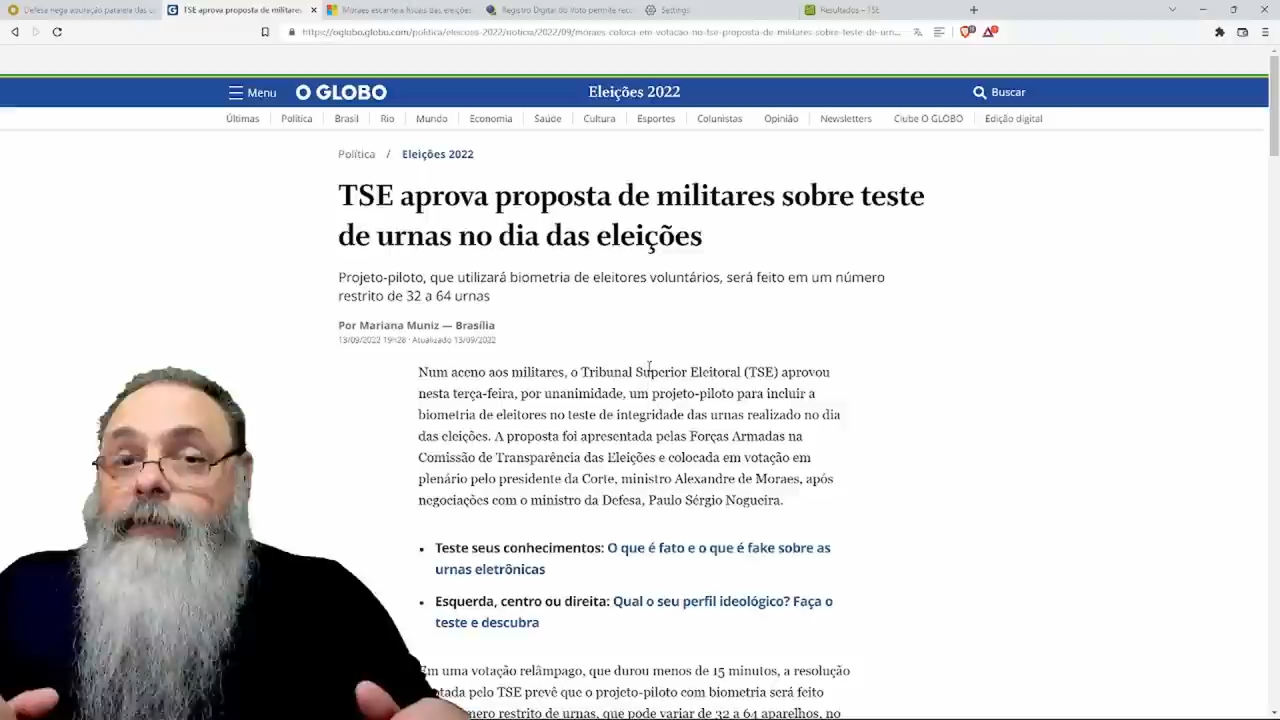 Defesa nega apuração paralela das u
TSE aprova proposta de militares
Moraes escanteia fiscais das eleições
Registro Digital do Voto permite rec
Settings
Resultados – TSE
https://oglobo.globo.com/politica/eleicoes-2022/noticia/2022/09/moraes-coloca-em-votacao-no-tse-proposta-de-militares-sobre-teste-de-urn...
Menu
O GLOBO
Eleições 2022
Buscar
Últimas
Política
Brasil
Rio
Mundo
Economia
Saúde
Cultura
Esportes
Colunistas
Opinião
Newsletters
Clube O GLOBO
Edição digital
Política / Eleições 2022
TSE aprova proposta de militares sobre teste
de urnas no dia das eleições
Projeto-piloto, que utilizará biometria de eleitores voluntários, será feito em um número
restrito de 32 a 64 urnas
Por Mariana Muniz — Brasília
13/09/2022 19h28 · Atualizado 13/09/2022
Num aceno aos militares, o Tribunal Superior Eleitoral (TSE) aprovou
nesta terça-feira, por unanimidade, um projeto-piloto para incluir a
biometria de eleitores no teste de integridade das urnas realizado no dia
das eleições. A proposta foi apresentada pelas Forças Armadas na
Comissão de Transparência das Eleições e colocada em votação em
plenário pelo presidente da Corte, ministro Alexandre de Moraes, após
negociações com o ministro da Defesa, Paulo Sérgio Nogueira.
• Teste seus conhecimentos: O que é fato e o que é fake sobre as
urnas eletrônicas
• Esquerda, centro ou direita: Qual o seu perfil ideológico? Faça o
teste e descubra
Em uma votação relâmpago, que durou menos de 15 minutos, a resolução
tada pelo TSE prevê que o projeto-piloto com biometria será feito
mero restrito de urnas, que pode variar de 32 a 64 aparelhos, no